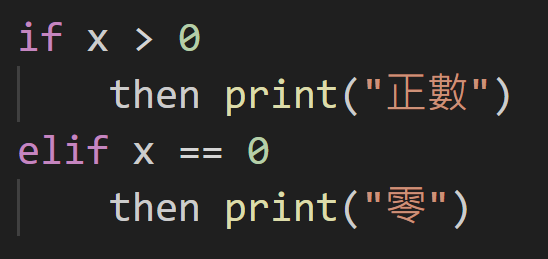 if x > 0
    then print("正數")
elif x == 0
    then print("零")